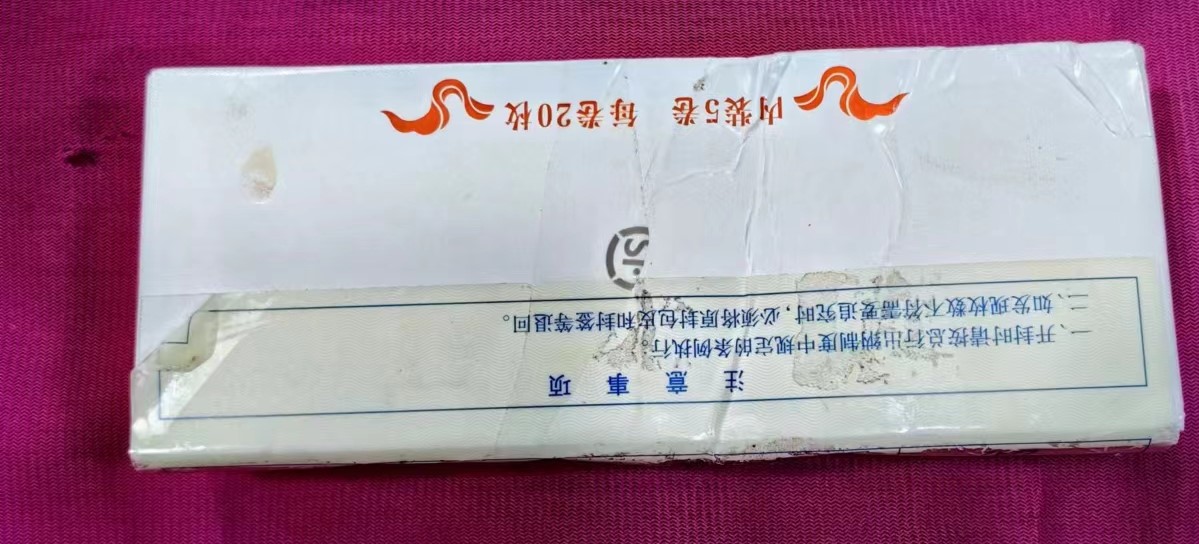 注意事项
一、开封时请按总行出纳制度中规定的条例执行。
二、如发现枚数不符需要追究时，必须将原封包皮和封签等退回。
内装5卷 每卷20枚